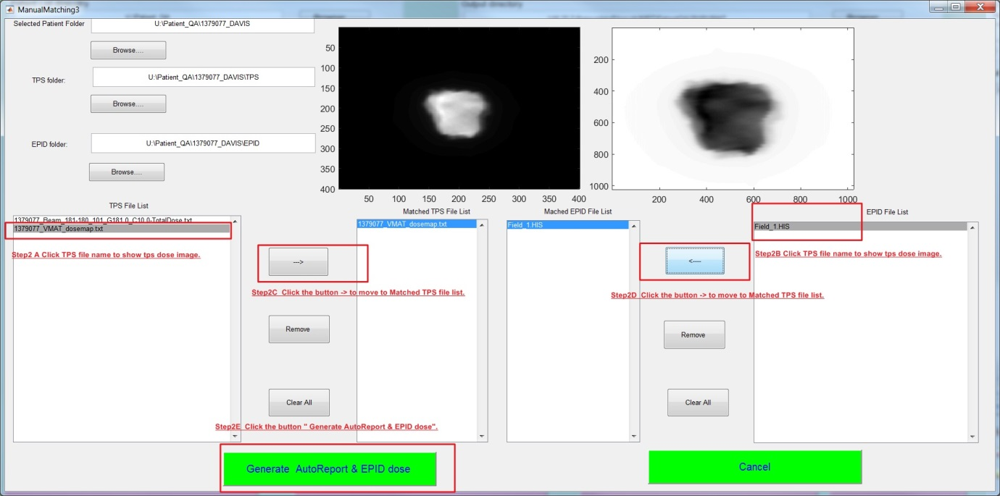 ManualMatching3
Output directory
Selected Patient Folder
U:\Patient_QA\1379077_DAVIS
Browse....
TPS folder:
U:\Patient_QA\1379077_DAVIS\TPS
Browse....
EPID folder:
U:\Patient_QA\1379077_DAVIS\EPID
Browse....
50
100
150
200
250
300
350
400
50 100 150 200 250 300 350 400
200
400
600
800
1000
200 400 600 800 1000
TPS File List
1379077_Beam_181-180_101_G181.0_C10.0-TotalDose.txt
1379077_VMAT_dosemap.txt
Step2 A Click TPS file name to show tps dose image.
--->
Step2C Click the button -> to move to Matched TPS file list.
Remove
Clear All
Step2E Click the button " Generate AutoReport & EPID dose".
Matched TPS File List
1379077_VMAT_dosemap.txt
Mached EPID File List
Field_1.HIS
<----
Step2D Click the button -> to move to Matched TPS file list.
Remove
Clear All
EPID File List
Field_1.HIS
Step2B Click TPS file name to show tps dose image.
Generate AutoReport & EPID dose
Cancel